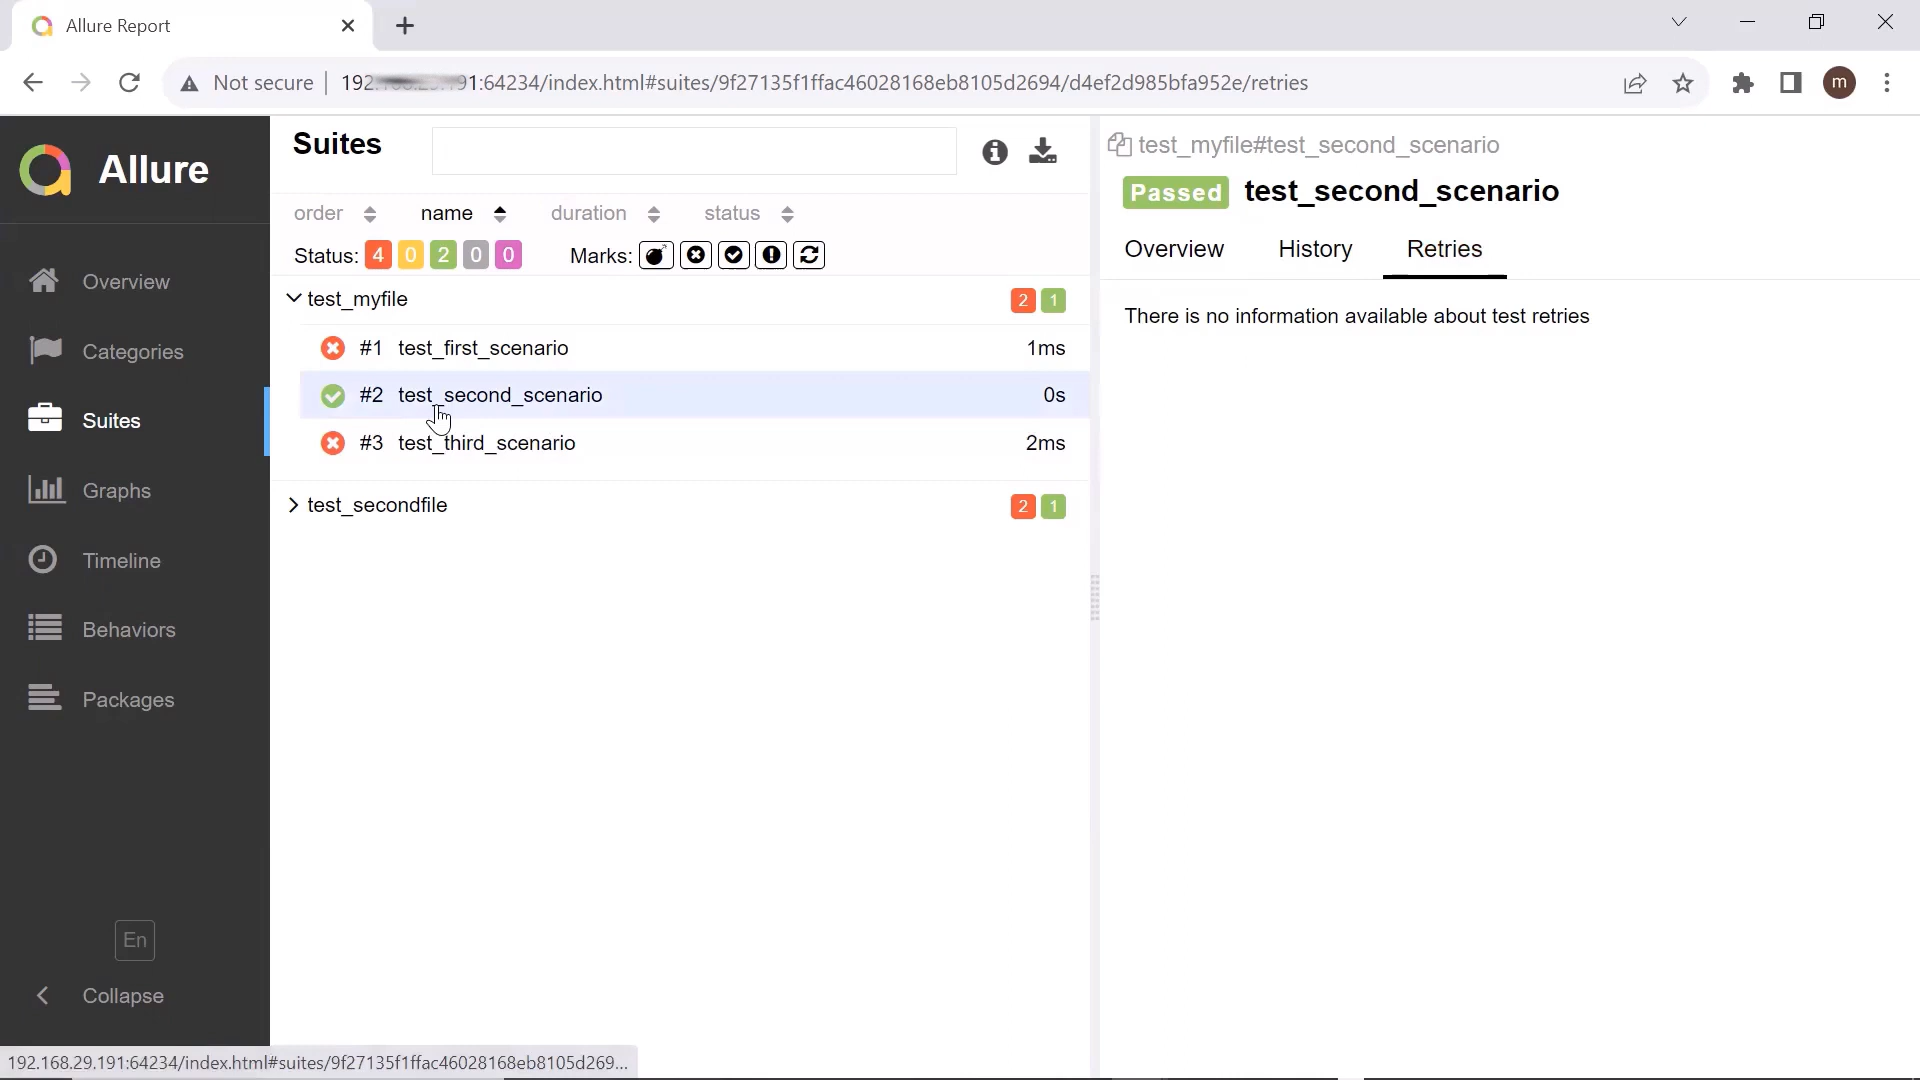 Allure Report
Not secure 192. 91:64234/index.html#suites/9f27135f1ffac46028168eb8105d2694/d4ef2d985bfa952e/retries
m
Allure
Overview
Categories
Suites
Graphs
Timeline
Behaviors
Packages
En
Collapse
Suites
order name duration status
Status: 4 0 2 0 0 Marks:
test_myfile 2 1
#1 test_first_scenario 1ms
#2 test_second_scenario 0s
#3 test_third_scenario 2ms
test_secondfile 2 1
test_myfile#test_second_scenario
Passed test_second_scenario
Overview History Retries
There is no information available about test retries
192.168.29.191:64234/index.html#suites/9f27135f1ffac46028168eb8105d269...